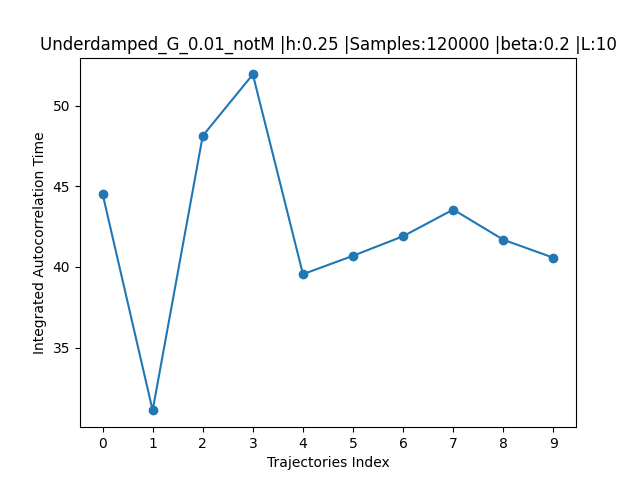 Underdamped_G_0.01_notM |h:0.25 |Samples:120000 |beta:0.2 |L:10
Integrated Autocorrelation Time
50
45
40
35
0 1 2 3 4 5 6 7 8 9
Trajectories Index